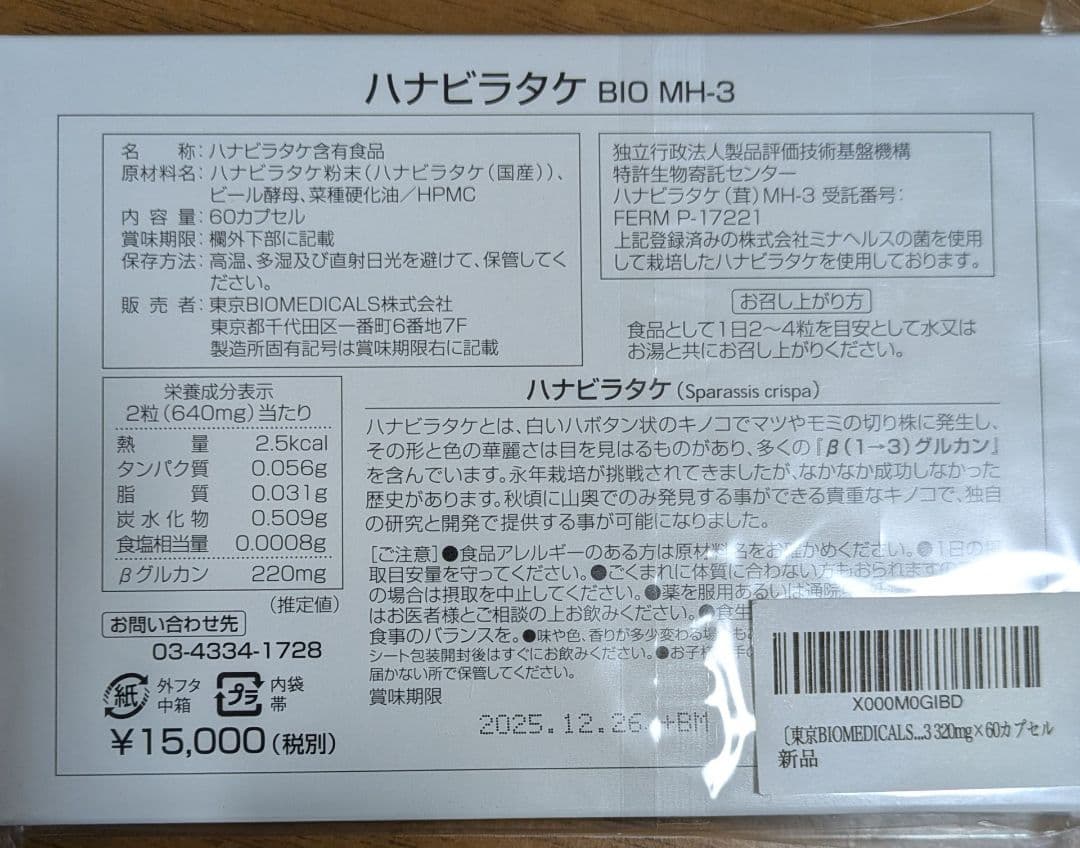 ハナビラタケ BIO MH-3
名　　称：ハナビラタケ含有食品
原材料名：ハナビラタケ粉末（ハナビラタケ（国産））、
ビール酵母、菜種硬化油／HPMC
内 容 量：60カプセル
賞味期限：欄外下部に記載
保存方法：高温、多湿及び直射日光を避けて、保管してく
ださい。
販 売 者：東京BIOMEDICALS株式会社
東京都千代田区一番町6番地7F
製造所固有記号は賞味期限右に記載
独立行政法人製品評価技術基盤機構
特許生物寄託センター
ハナビラタケ（茸）MH-3 受託番号：
FERM P-17221
上記登録済みの株式会社ミナヘルスの菌を使用
して栽培したハナビラタケを使用しております。
お召し上がり方
食品として1日2〜4粒を目安として水又は
お湯と共にお召し上がりください。
栄養成分表示
2粒（640mg）当たり
熱　　量 2.5kcal
タンパク質 0.056g
脂　　質 0.031g
炭水化物 0.509g
食塩相当量 0.0008g
βグルカン 220mg
（推定値）
ハナビラタケ（Sparassis crispa）
ハナビラタケとは、白いハボタン状のキノコでマツやモミの切り株に発生し、
その形と色の華麗さは目を見はるものがあり、多くの『β（1→3）グルカン』
を含んでいます。永年栽培が挑戦されてきましたが、なかなか成功しなかった
歴史があります。秋頃に山奥でのみ発見する事ができる貴重なキノコで、独自
の研究と開発で提供する事が可能になりました。
［ご注意］●食品アレルギーのある方は原材料名をお確かめください。●1日の摂
取目安量を守ってください。●ごくまれに体質に合わない方もおられますの
の場合は摂取を中止してください。●薬を服用あるいは通院
はお医者様とご相談の上お飲みください。●食生
食事のバランスを。●味や色、香りが多少変わる場
シート包装開封後はすぐにお飲みください。●お子様
届かない所で保管してください。
賞味期限
2025.12.26 +BM
お問い合わせ先
03-4334-1728
紙
外フタ
中箱
プラ
内袋
帯
¥15,000（税別）
X000M0GIBD
〔東京BIOMEDICALS...3 320mg×60カプセル
新品